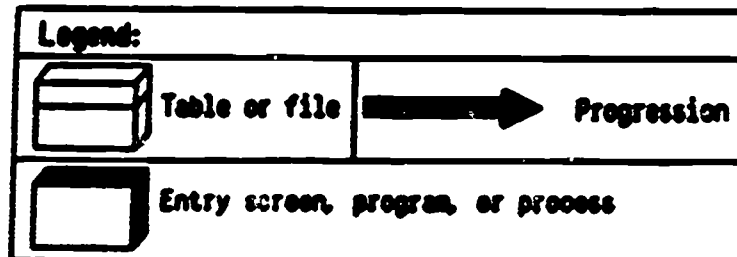 Legend:
Table or file
Progression
Entry screen, program, or process